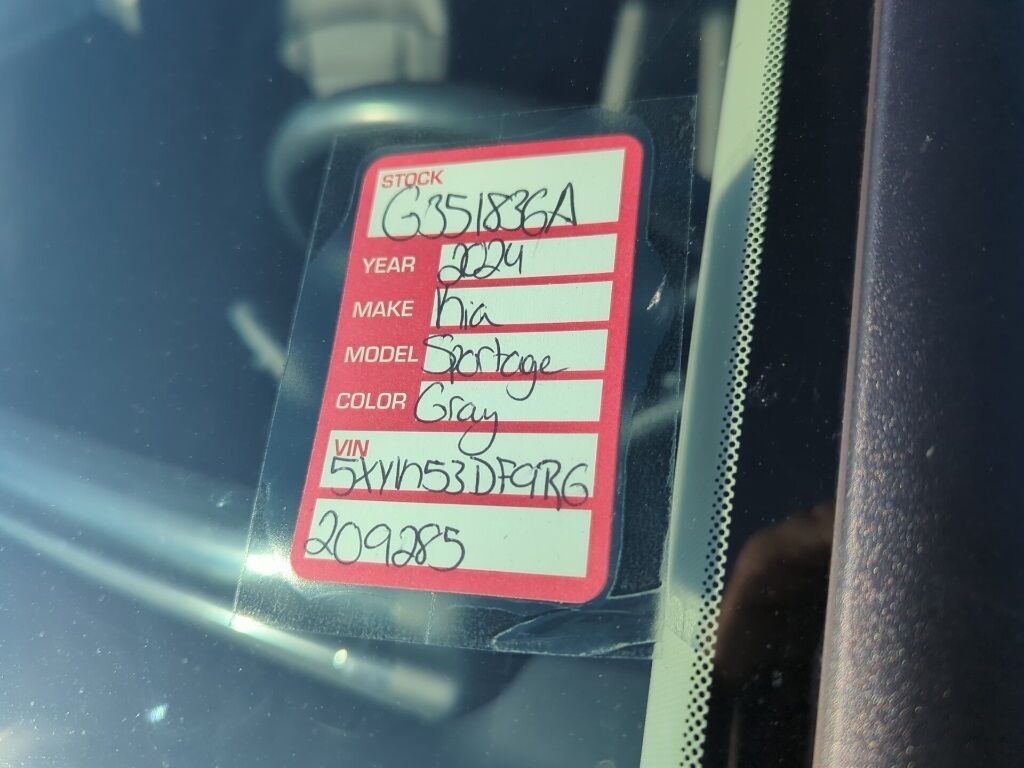 STOCK
G351836A
YEAR 2024
MAKE Kia
MODEL Sportage
COLOR Gray
VIN
5XYK53DF9RG
209285